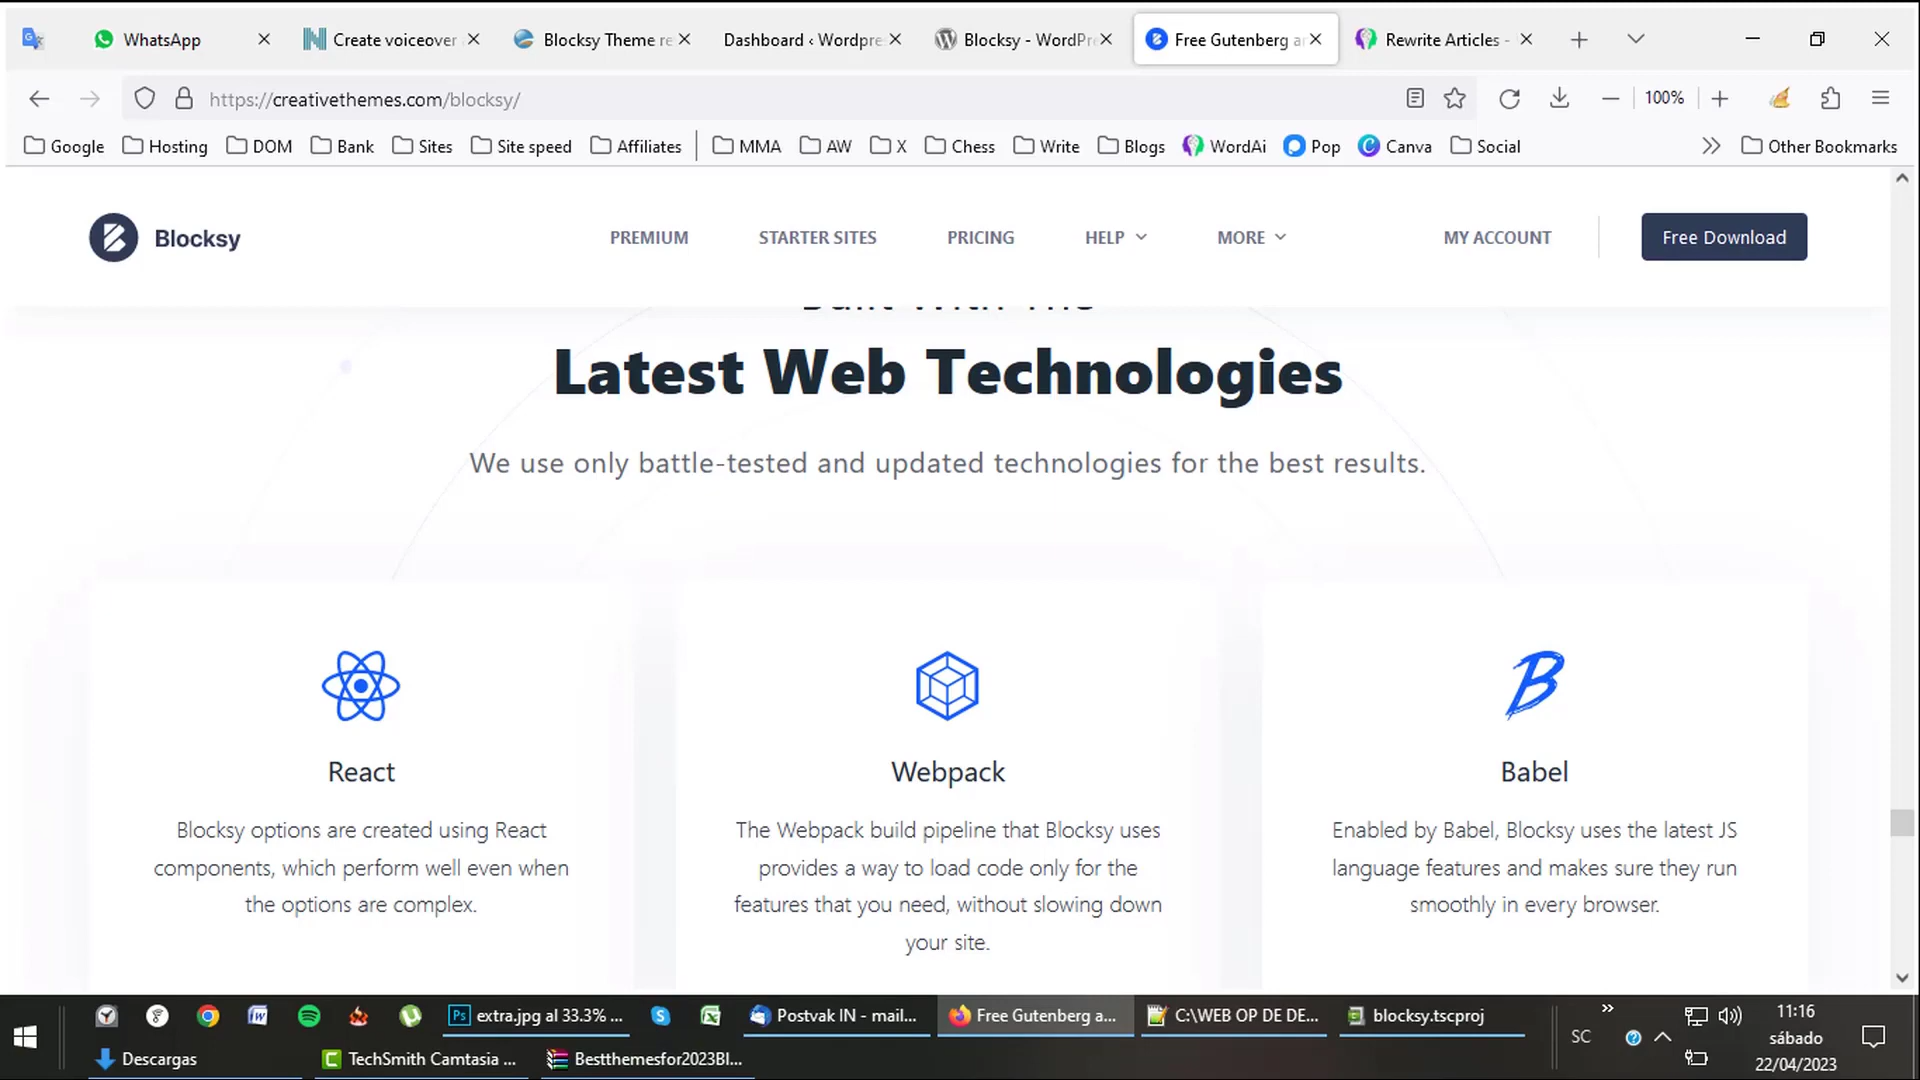 WhatsApp
Create voiceover
Blocksy Theme re
Dashboard ‹ Wordpre
Blocksy - WordPr
Free Gutenberg a
Rewrite Articles -
https://creativethemes.com/blocksy/
100%
Google Hosting DOM Bank Sites Site speed Affiliates MMA AW X Chess Write Blogs WordAi Pop Canva Social Other Bookmarks
Blocksy
PREMIUM STARTER SITES PRICING HELP MORE MY ACCOUNT Free Download
Built With The
Latest Web Technologies
We use only battle-tested and updated technologies for the best results.
React
Blocksy options are created using React
components, which perform well even when
the options are complex.
Webpack
The Webpack build pipeline that Blocksy uses
provides a way to load code only for the
features that you need, without slowing down
your site.
Babel
Enabled by Babel, Blocksy uses the latest JS
language features and makes sure they run
smoothly in every browser.
extra.jpg al 33.3% ...
Postvak IN - mail...
Free Gutenberg a...
C:\WEB OP DE DE...
blocksy.tscproj
Descargas
TechSmith Camtasia ...
Bestthemesfor2023Bl...
SC
11:16
sábado
22/04/2023